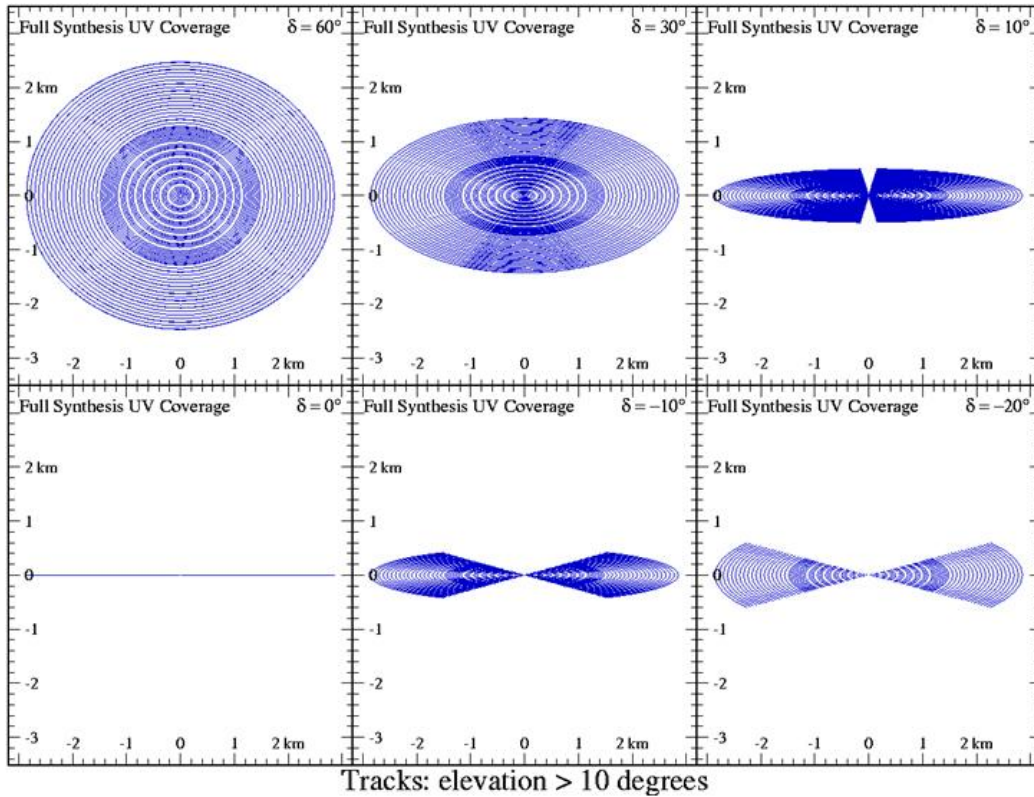 Full Synthesis UV Coverage δ = 60°
2 km
1
0
-1
-2
-3
-2 -1 0 1 2 km
Full Synthesis UV Coverage δ = 30°
2 km
1
0
-1
-2
-3
-2 -1 0 1 2 km
Full Synthesis UV Coverage δ = 10°
2 km
1
0
-1
-2
-3
-2 -1 0 1 2 km
Full Synthesis UV Coverage δ = 0°
2 km
1
0
-1
-2
-3
-2 -1 0 1 2 km
Full Synthesis UV Coverage δ = −10°
2 km
1
0
-1
-2
-3
-2 -1 0 1 2 km
Full Synthesis UV Coverage δ = −20°
2 km
1
0
-1
-2
-3
-2 -1 0 1 2 km
Tracks: elevation > 10 degrees